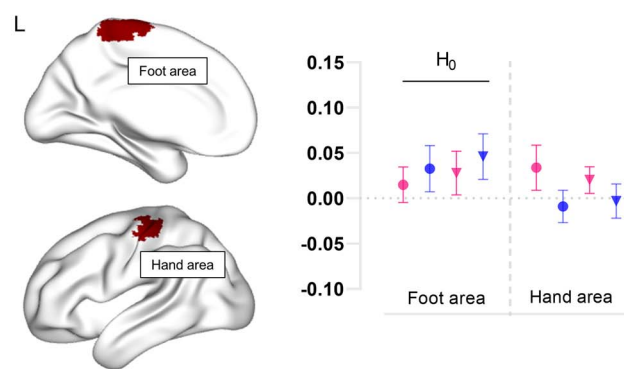 L
Foot area
Hand area
H₀
0.15
0.10
0.05
0.00
-0.05
-0.10
Foot area
Hand area